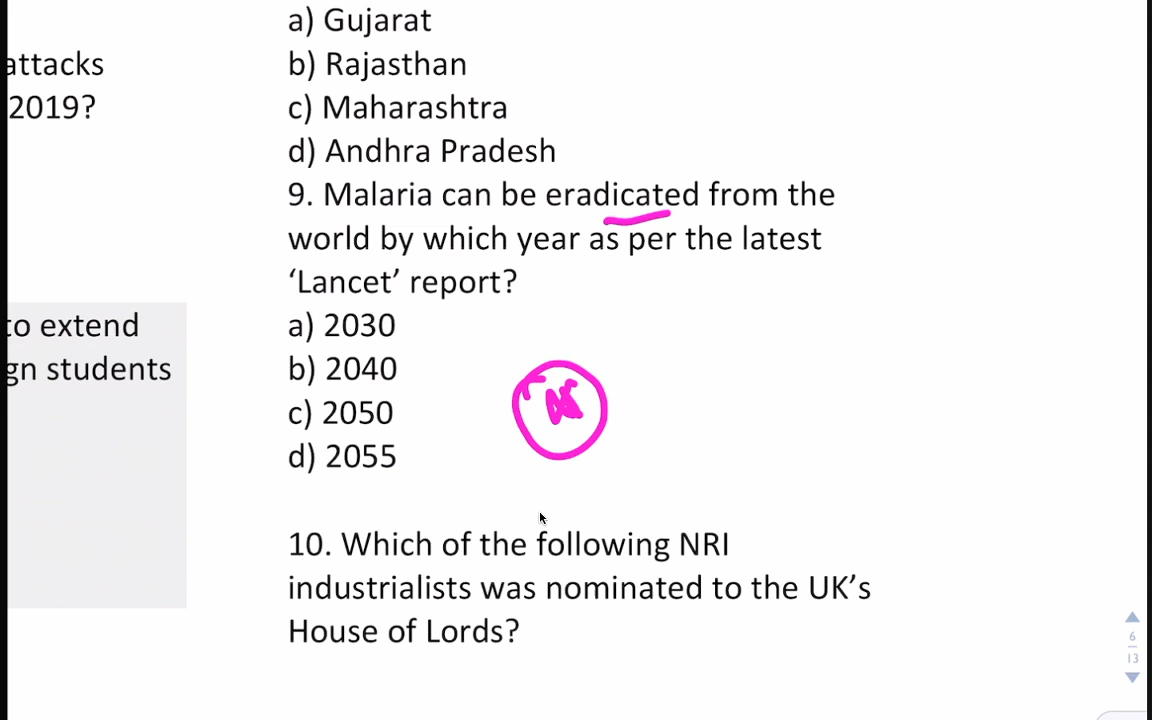 attacks
2019?
to extend
gn students
a) Gujarat
b) Rajasthan
c) Maharashtra
d) Andhra Pradesh
9. Malaria can be eradicated from the
world by which year as per the latest
‘Lancet’ report?
a) 2030
b) 2040
c) 2050
d) 2055
10. Which of the following NRI
industrialists was nominated to the UK’s
House of Lords?
6
13